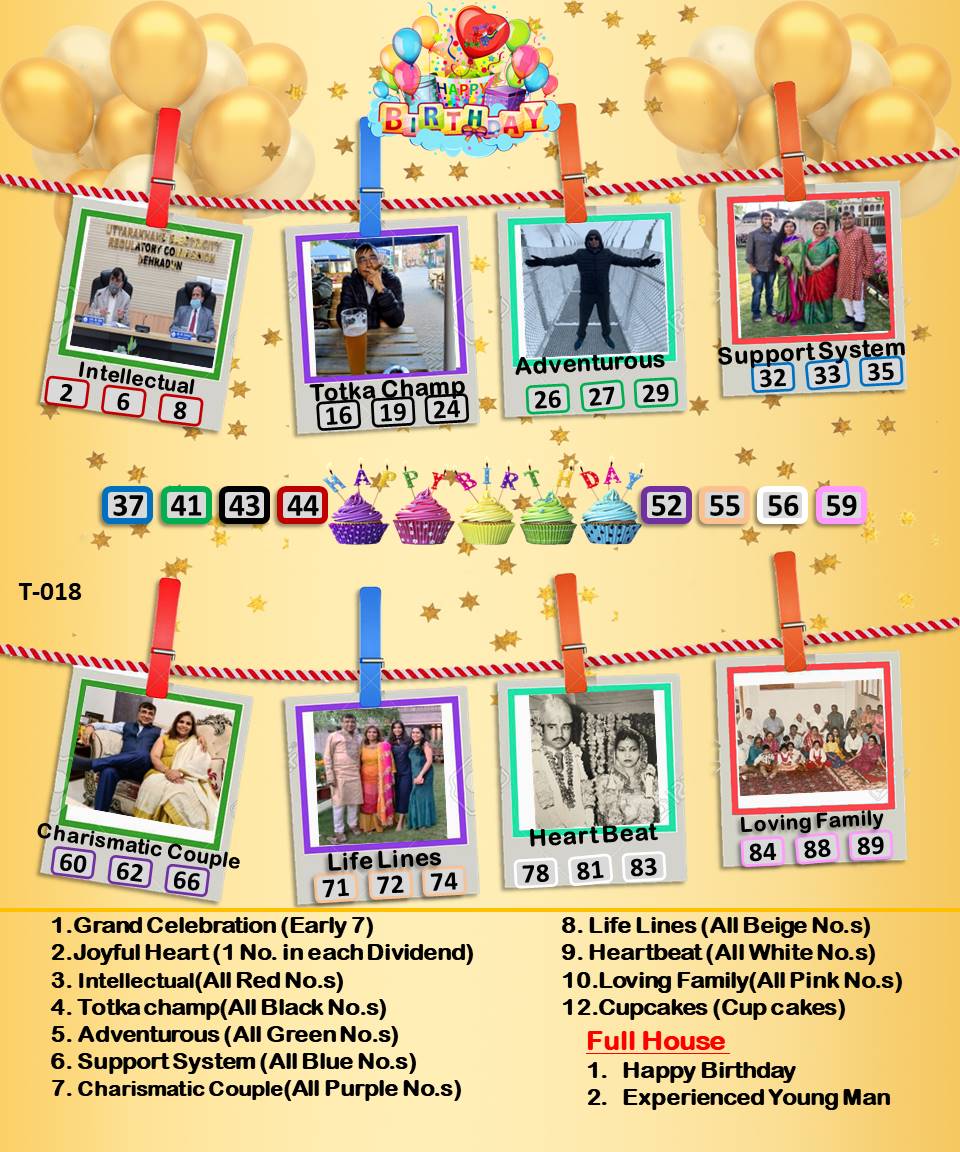 HAPPY
BIRTHDAY
UTTARAKHAND ELECTRICITY
REGULATORY COMMISSION
DEHRADUN
Intellectual
2 6 8
Totka Champ
16 19 24
Adventurous
26 27 29
Support System
32 33 35
37 41 43 44
HAPPY BIRTHDAY
52 55 56 59
T-018
Charismatic Couple
60 62 66
Life Lines
71 72 74
Heart Beat
78 81 83
Loving Family
84 88 89
1.Grand Celebration (Early 7)
2.Joyful Heart (1 No. in each Dividend)
3. Intellectual(All Red No.s)
4. Totka champ(All Black No.s)
5. Adventurous (All Green No.s)
6. Support System (All Blue No.s)
7. Charismatic Couple(All Purple No.s)
8. Life Lines (All Beige No.s)
9. Heartbeat (All White No.s)
10.Loving Family(All Pink No.s)
12.Cupcakes (Cup cakes)
Full House
1. Happy Birthday
2. Experienced Young Man